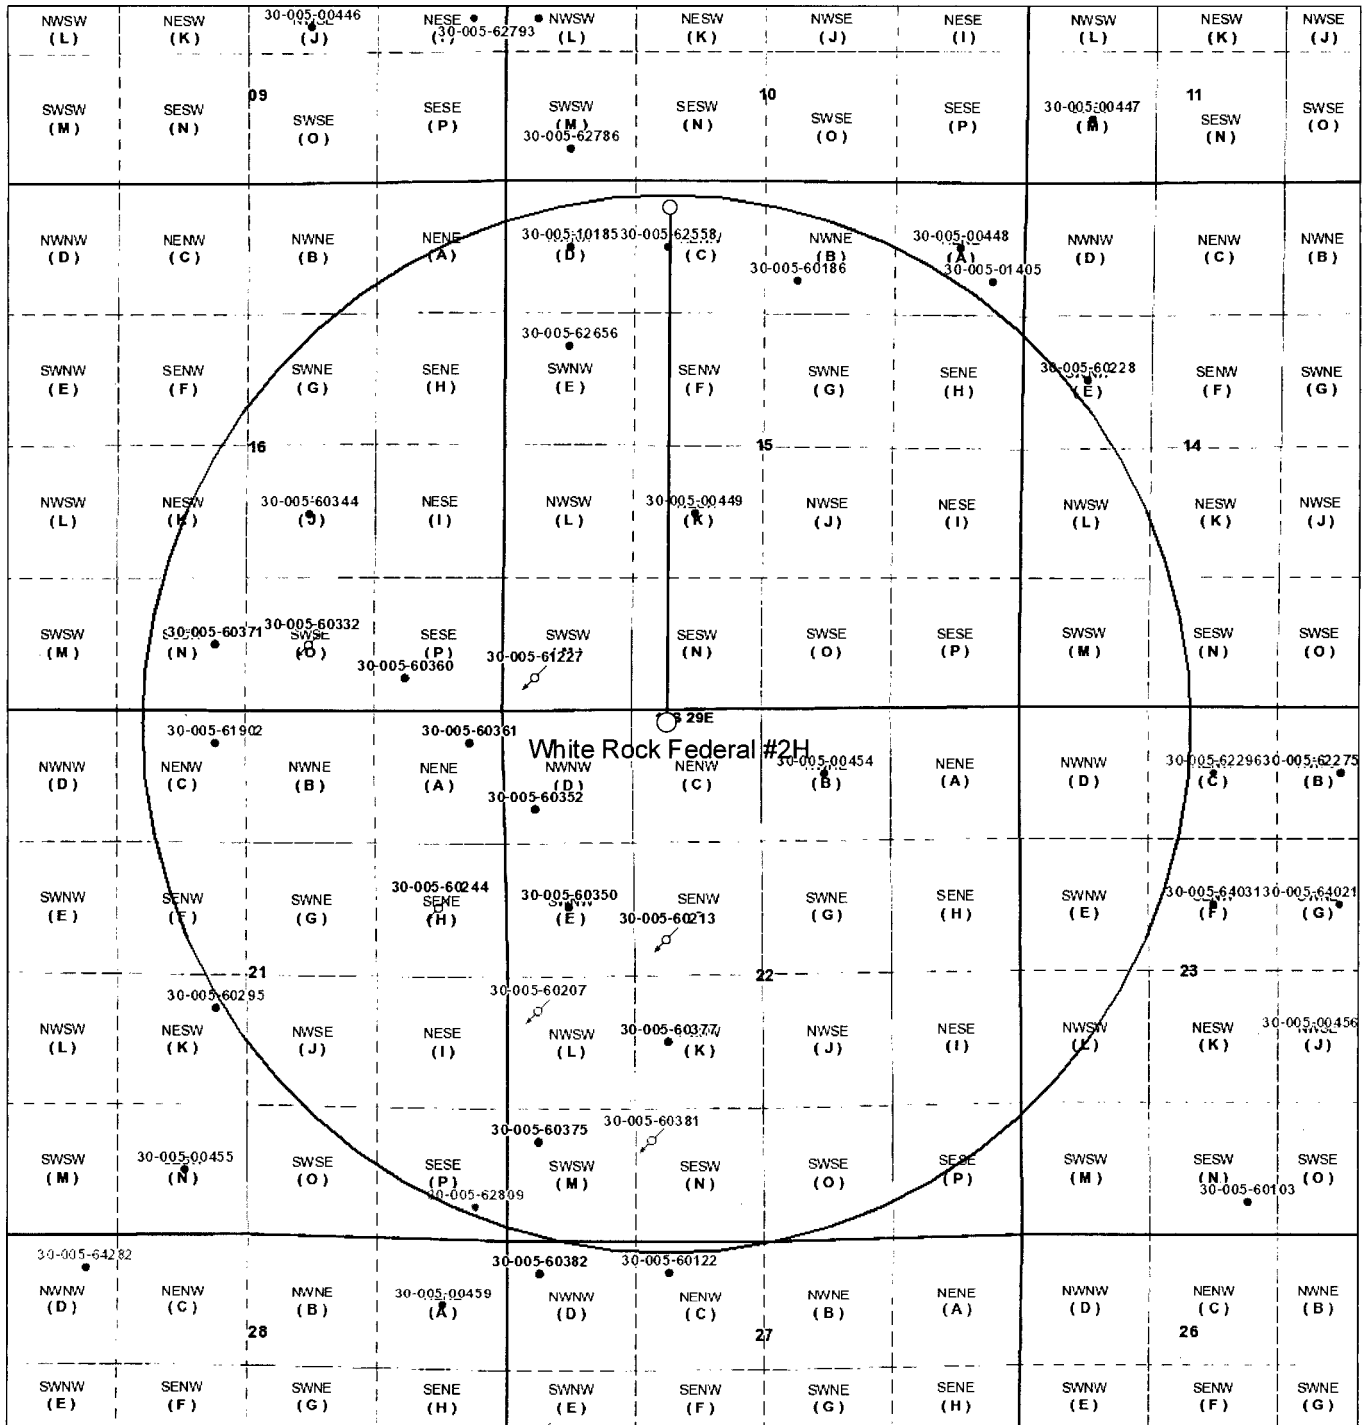 NWSW NESW 30-005-00446 NESE NWSW NESW NWSE NESE NWSW NESW NWSE
(L) (K) (J) 30-005-62793 (L) (K) (J) (I) (L) (K) (J)
09 10 11
SWSW SESW SWSE SESE SWSW SESW SWSE SESE 30-005-00447 SESW SWSE
(M) (N) (O) (P) (M) (N) (O) (P) (M) (N) (O)
30-005-62786
NWNW NENW NWNE NENE 30-005-10185 30-005-62558 NWNE 30-005-00448 NWNW NENW NWNE
(D) (C) (B) (A) (D) (C) (B) (A) (D) (C) (B)
30-005-60186 30-005-01405
30-005-62656
SWNW SENW SWNE SENE SWNW SENW SWNE SENE 30-005-60228 SENW SWNE
(E) (F) (G) (H) (E) (F) (G) (H) (E) (F) (G)
16 15 14
NWSW NESW 30-005-60344 NESE NWSW 30-005-00449 NWSE NESE NWSW NESW NWSE
(L) (K) (J) (I) (L) (K) (J) (I) (L) (K) (J)
SWSW 30-005-60371 30-005-60332 SWSE SESE SWSW SESW SWSE SESE SWSW SESW SWSE
(M) (N) (O) (P) (N) (O) (P) (M) (N) (O)
30-005-60360 30-005-61227
29E
30-005-61902 30-005-60361 White Rock Federal #2H
NWNW NENW NWNE NENE NWNW NENW 30-005-00454 NENE NWNW 30-005-62296 30-005-62275
(D) (C) (B) (A) (D) (C) (B) (A) (D) (C) (B)
30-005-60352
SWNW SENW SWNE 30-005-60244 SENE 30-005-60350 SENW SWNE SENE SWNW 30-005-64031 30-005-64021
(E) (F) (G) (H) (E) 30-005-60213 (G) (H) (E) (F) (G)
21 22 23
30-005-60295 30-005-60207
NWSW NESW NWSE NESE NWSW 30-005-60377 NWSE NESE NWSW NESW 30-005-00456
(L) (K) (J) (I) (L) (K) (J) (I) (L) (K) (J)
30-005-60375 30-005-60381
SWSW 30-005-00455 SWSE SESE SWSW SESW SWSE SESE SWSW SESW SWSE
(M) (N) (O) (P) (M) (N) (O) (P) (M) (N) (O)
30-005-62809 30-005-60103
30-005-64282 30-005-60382 30-005-60122
NWNW NENW NWNE 30-005-00459 NWNW NENW NWNE NENE NWNW NENW NWNE
(D) (C) (B) (A) (D) (C) (B) (A) (D) (C) (B)
28 27 26
SWNW SENW SWNE SENE SWNW SENW SWNE SENE SWNW SENW SWNE
(E) (F) (G) (H) (E) (F) (G) (H) (E) (F) (G)